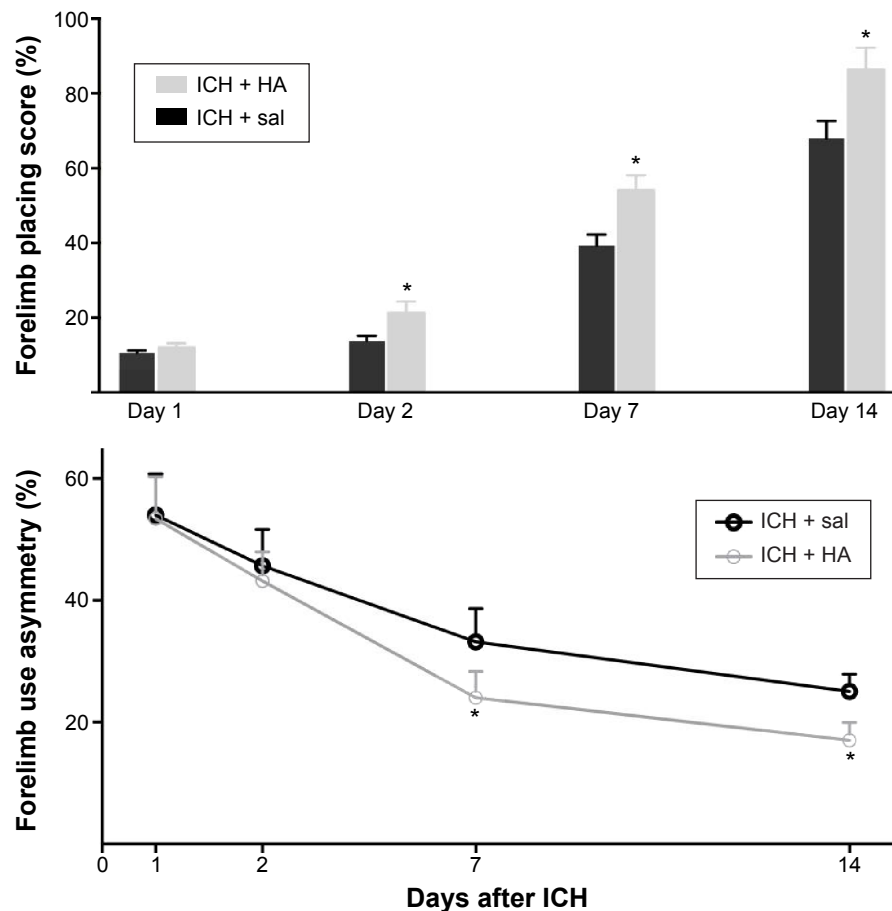 Forelimb placing score (%)
100
80
60
40
20
ICH + HA
ICH + sal
*
*
*
Day 1
Day 2
Day 7
Day 14
Forelimb use asymmetry (%)
60
40
20
ICH + sal
ICH + HA
*
*
0
1
2
7
14
Days after ICH